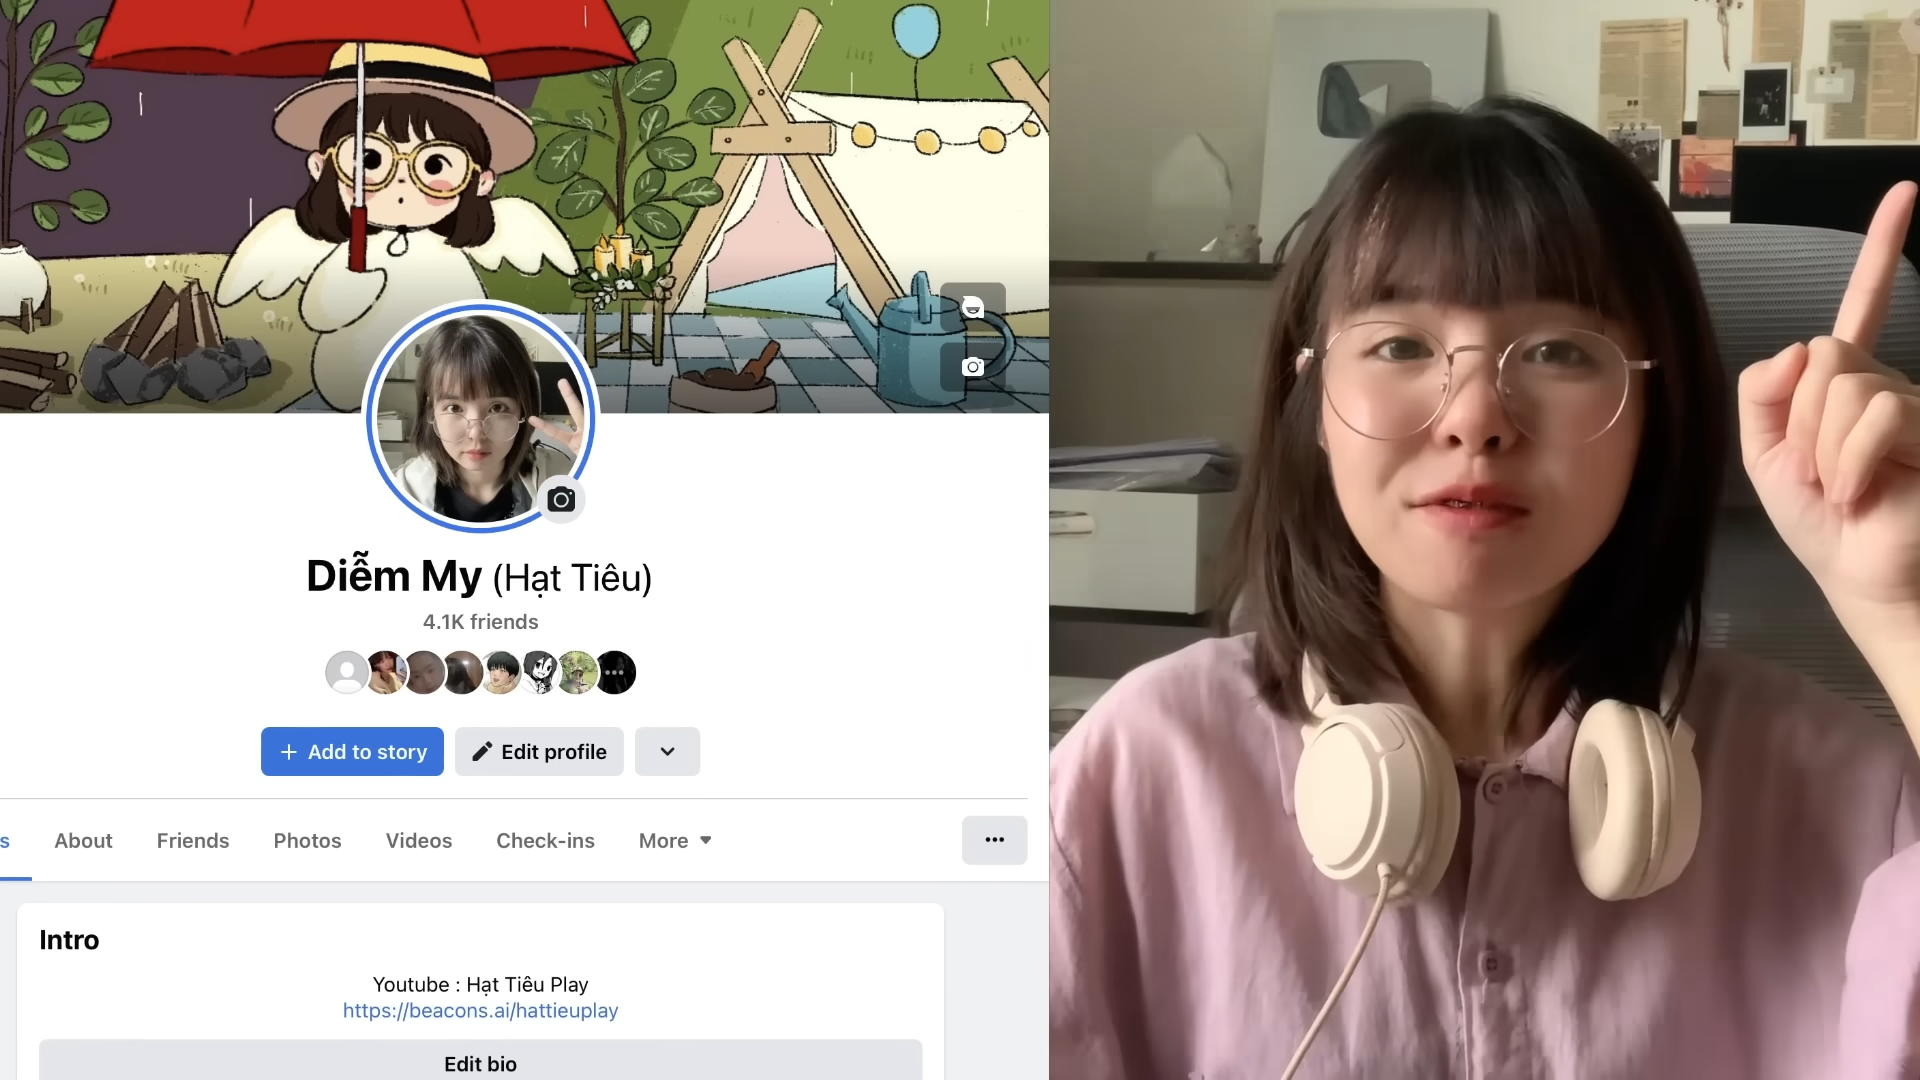 Diễm My (Hạt Tiêu)
4.1K friends
+ Add to story
Edit profile
s
About
Friends
Photos
Videos
Check-ins
More
Intro
Youtube : Hạt Tiêu Play
https://beacons.ai/hattieuplay
Edit bio